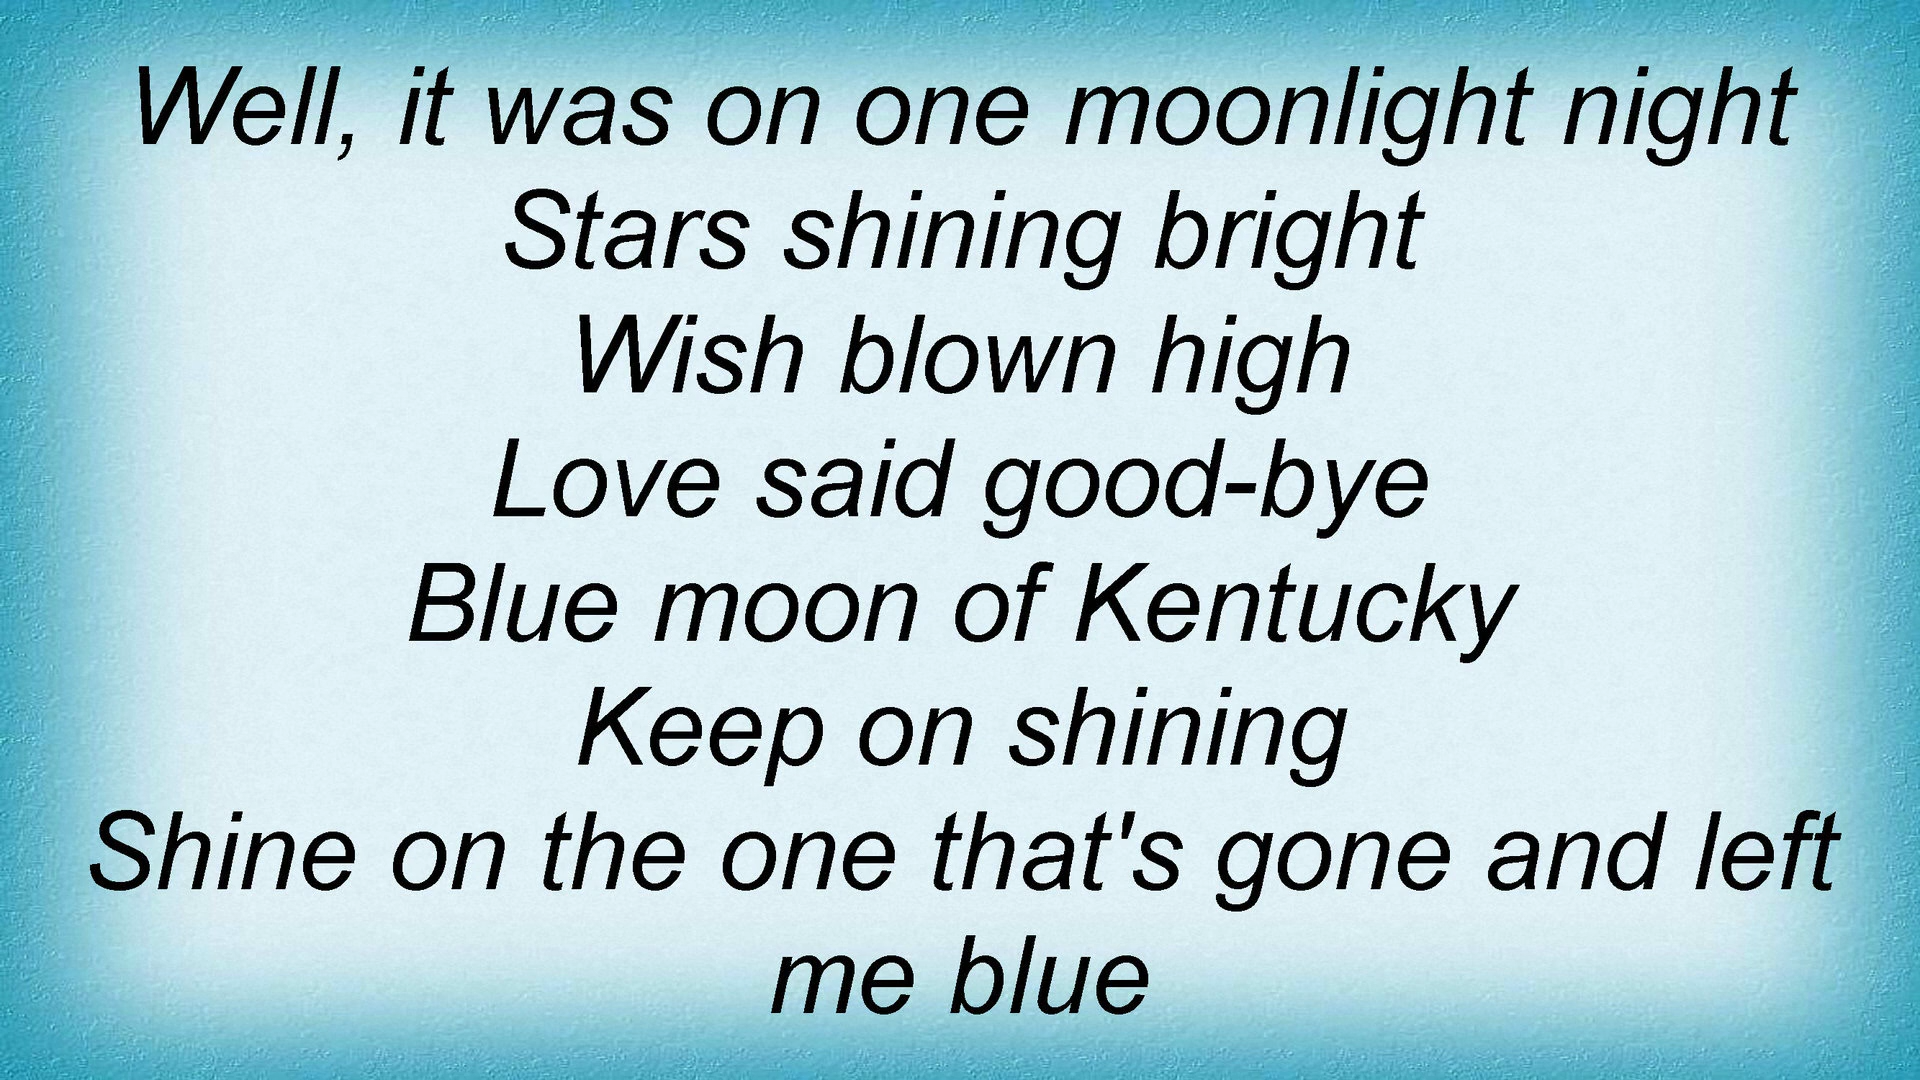 Well, it was on one moonlight night
Stars shining bright
Wish blown high
Love said good-bye
Blue moon of Kentucky
Keep on shining
Shine on the one that's gone and left
me blue